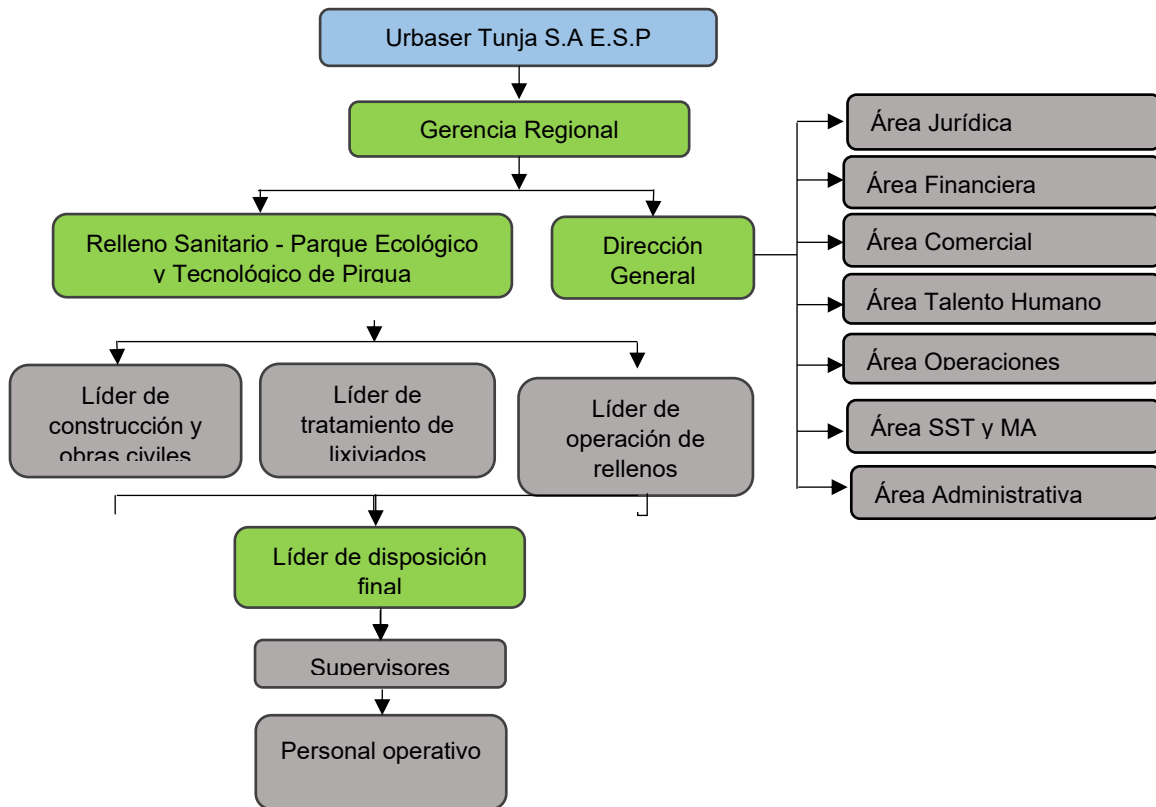 Urbaser Tunja S.A E.S.P
Gerencia Regional
Relleno Sanitario - Parque Ecológico
y Tecnológico de Pirgua
Dirección
General
Área Jurídica
Área Financiera
Área Comercial
Área Talento Humano
Área Operaciones
Área SST y MA
Área Administrativa
Líder de
construcción y
obras civiles
Líder de
tratamiento de
lixiviados
Líder de
operación de
rellenos
Líder de disposición
final
Supervisores
Personal operativo